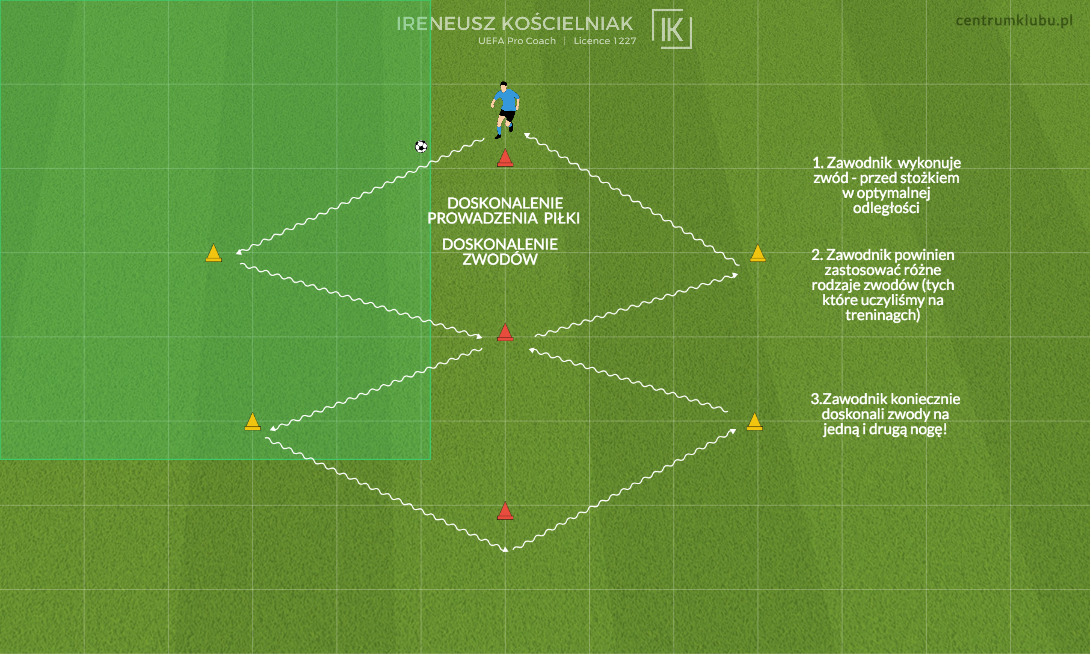 IRENEUSZ KOŚCIELNIAK
UEFA Pro Coach | Licence 1227
IK
centrumklubu.pl
DOSKONALENIE
PROWADZENIA PIŁKI
DOSKONALENIE
ZWODÓW
1. Zawodnik wykonuje
zwód - przed stożkiem
w optymalnej
odległości
2. Zawodnik powinien
zastosować różne
rodzaje zwodów (tych
które uczyliśmy na
treninagch)
3.Zawodnik koniecznie
doskonali zwody na
jedną i drugą nogę!